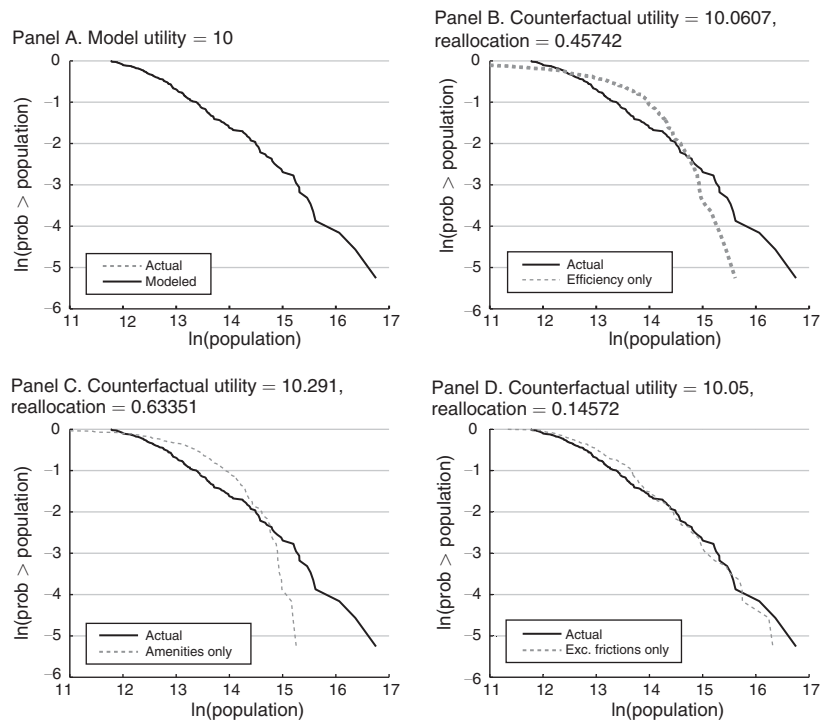 Panel A. Model utility = 10
ln(prob > population)
0
–1
–2
–3
–4
–5
–6
Actual
Modeled
11 12 13 14 15 16 17
ln(population)
Panel B. Counterfactual utility = 10.0607,
reallocation = 0.45742
ln(prob > population)
0
–1
–2
–3
–4
–5
–6
Actual
Efficiency only
11 12 13 14 15 16 17
ln(population)
Panel C. Counterfactual utility = 10.291,
reallocation = 0.63351
ln(prob > population)
0
–1
–2
–3
–4
–5
–6
Actual
Amenities only
11 12 13 14 15 16 17
ln(population)
Panel D. Counterfactual utility = 10.05,
reallocation = 0.14572
ln(prob > population)
0
–1
–2
–3
–4
–5
–6
Actual
Exc. frictions only
11 12 13 14 15 16 17
ln(population)